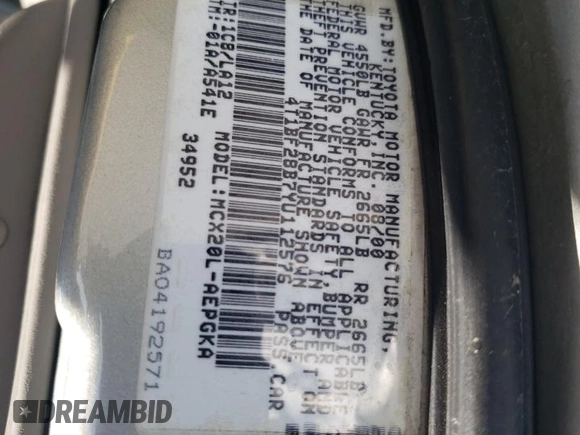 MFD.BY:TOYOTA MOTOR MANUFACTURING,
KENTUCKY, INC. 08/00
GVWR 4550LB GAWR FR 2665LB RR 2665LB
THIS VEHICLE CONFORMS TO ALL APPLICABLE
FEDERAL MOTOR VEHICLE SAFETY, BUMPER AND
THEFT PREVENTION STANDARDS IN EFFECT ON
THE DATE OF MANUFACTURE SHOWN ABOVE.
4T1BF28B7YU112576 PASS.CAR
C/TR:1C8/LA12 MODEL:MCX20L-AEPGKA
A/TM:-01A/A541E
34952
BA04192571
DREAMBID